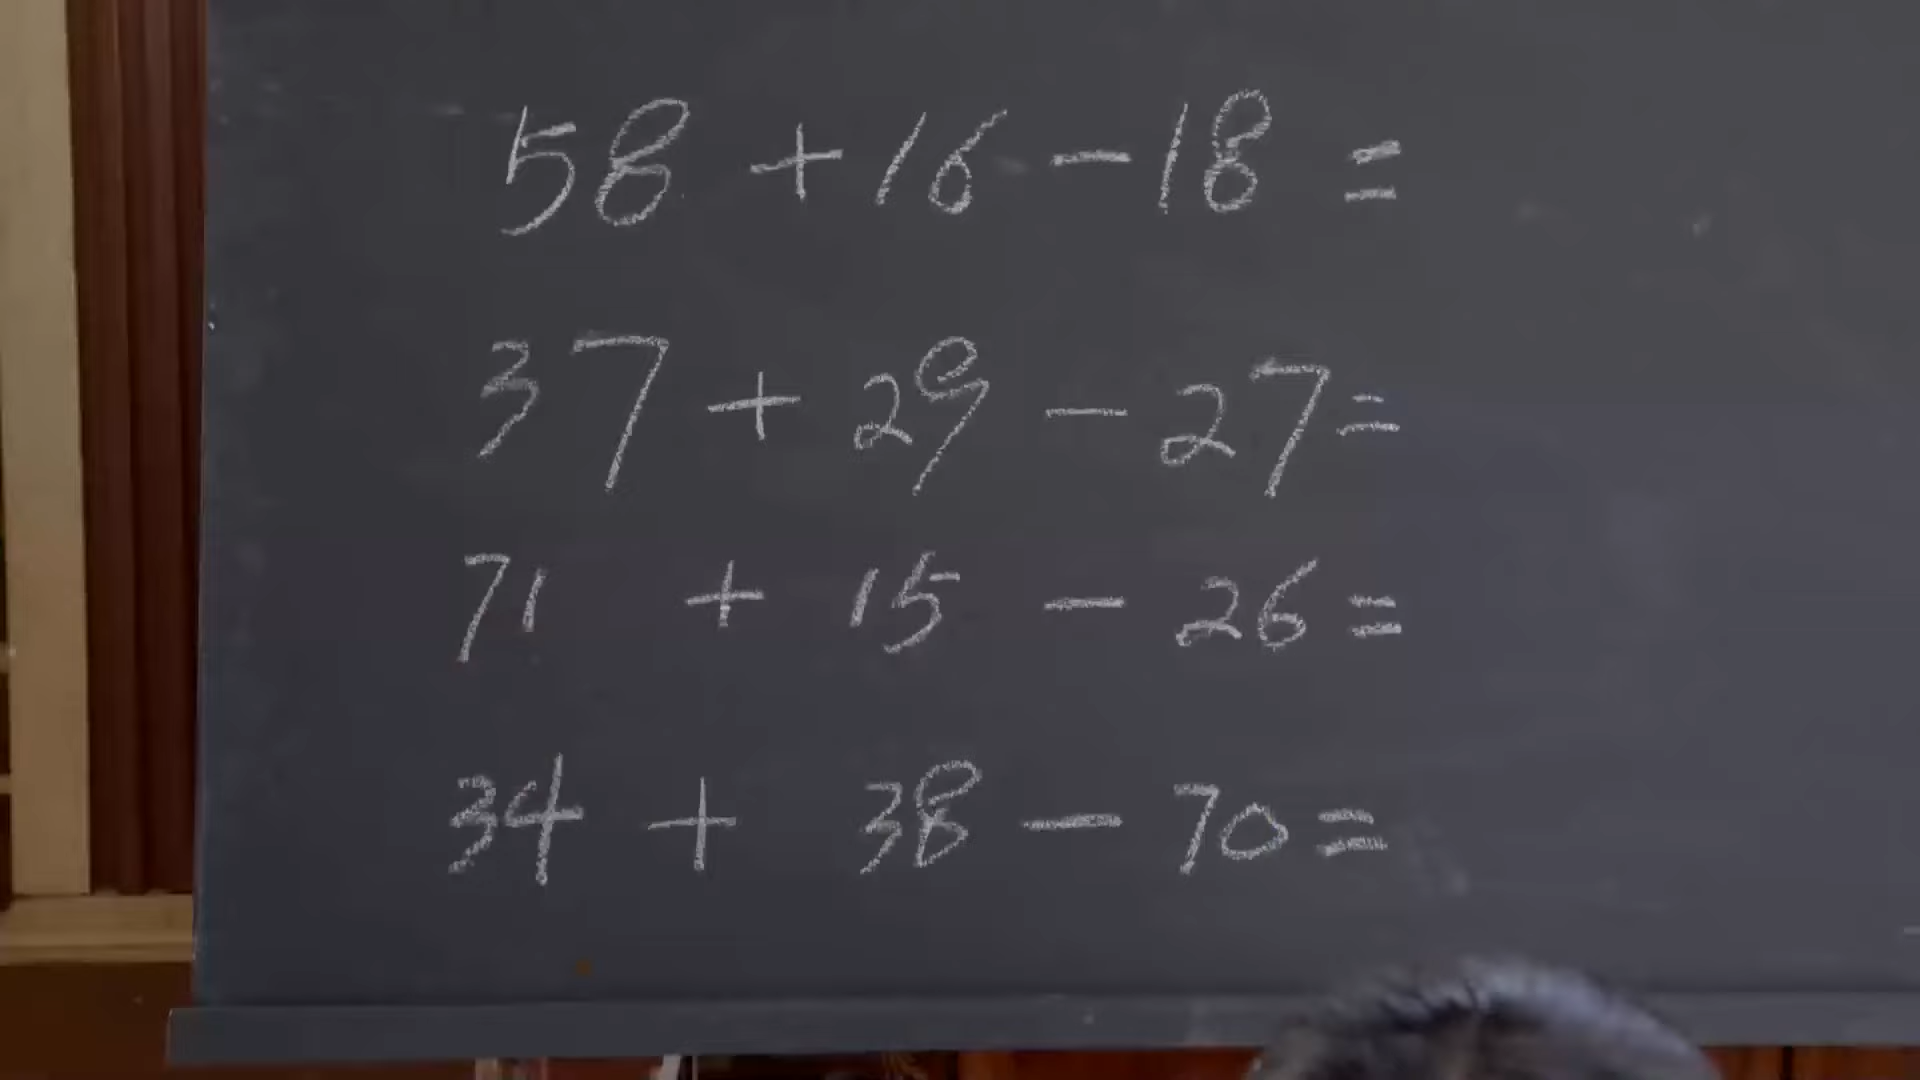 58 + 16 - 18 =
37 + 29 - 27 =
71 + 15 - 26 =
34 + 38 - 70 =